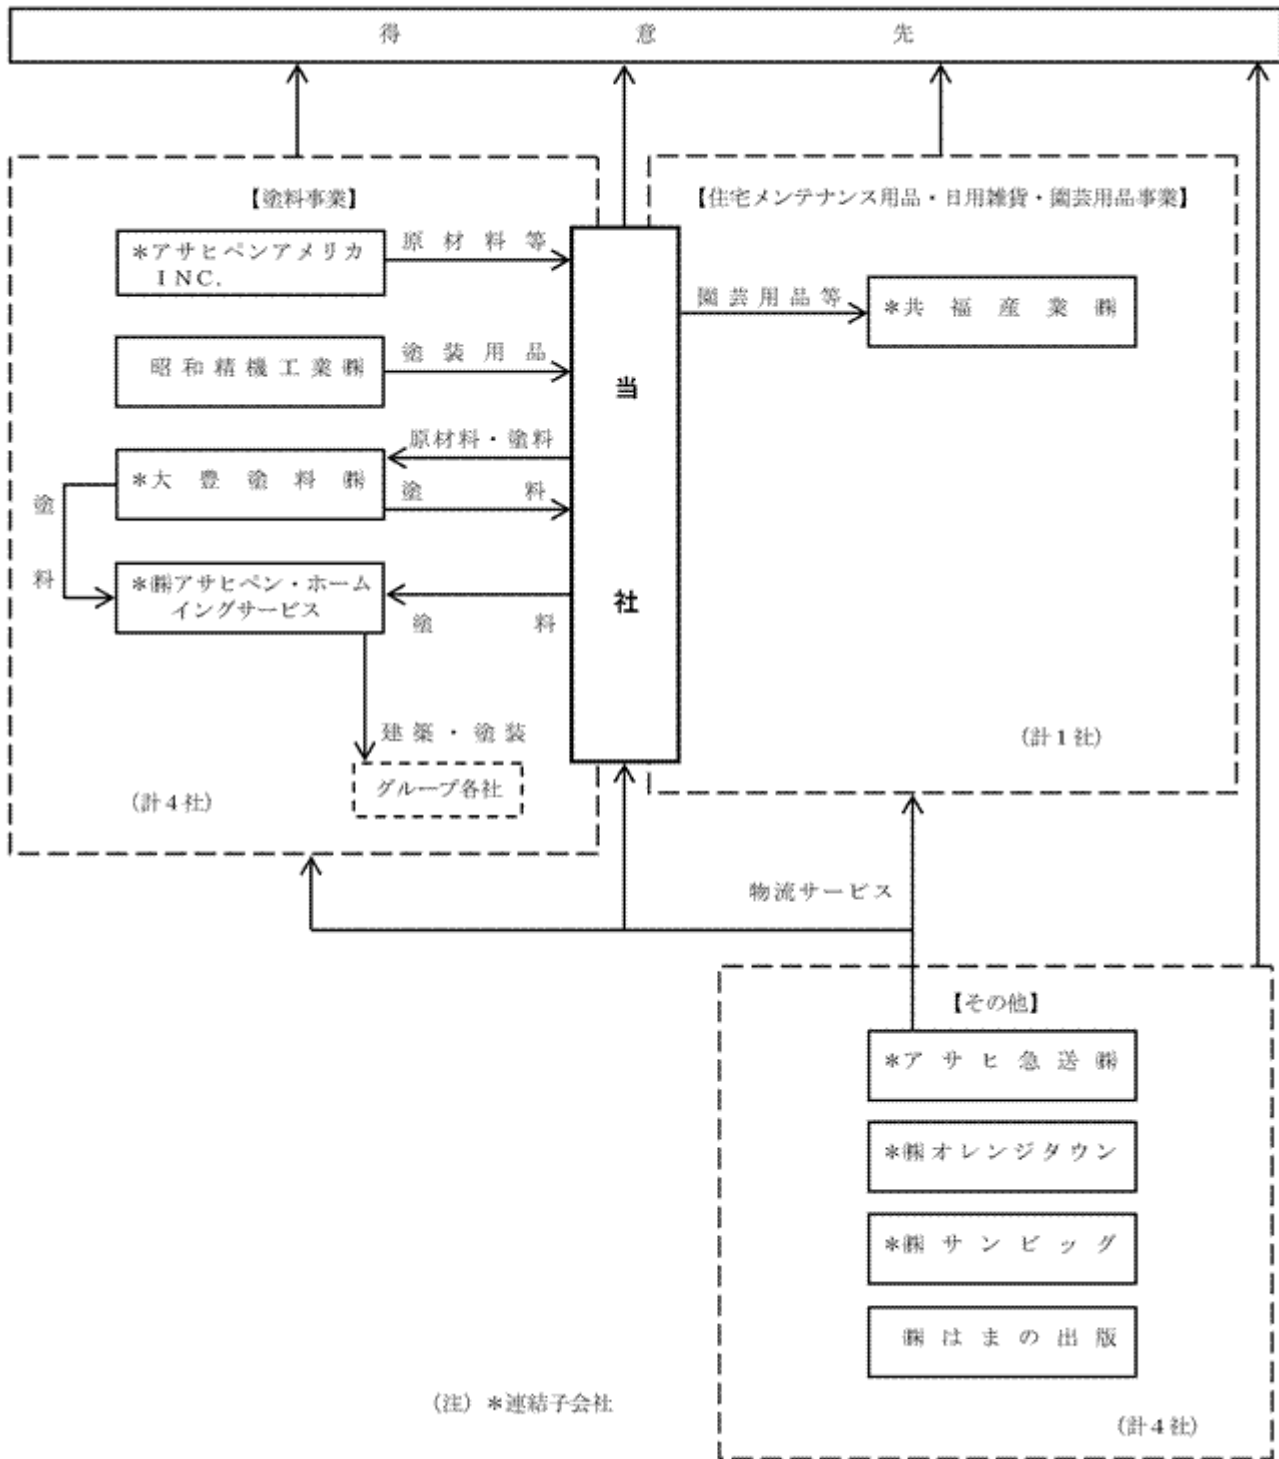 得意先
【塗料事業】
【住宅メンテナンス用品・日用雑貨・園芸用品事業】
＊アサヒペンアメリカ
ＩＮＣ.
原材料等
園芸用品等
＊共福産業㈱
昭和精機工業㈱
塗装用品
当社
原材料・塗料
＊大豊塗料㈱
塗料
塗料
＊㈱アサヒペン・ホーム
イングサービス
塗料
建築・塗装
グループ各社
（計４社）
（計１社）
物流サービス
【その他】
＊アサヒ急送㈱
＊㈱オレンジタウン
＊㈱サンビッグ
㈱はまの出版
（注）＊連結子会社
（計４社）